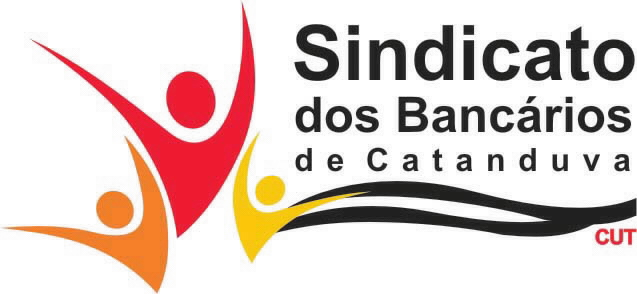 Sindicato
dos Bancários
de Catanduva
CUT